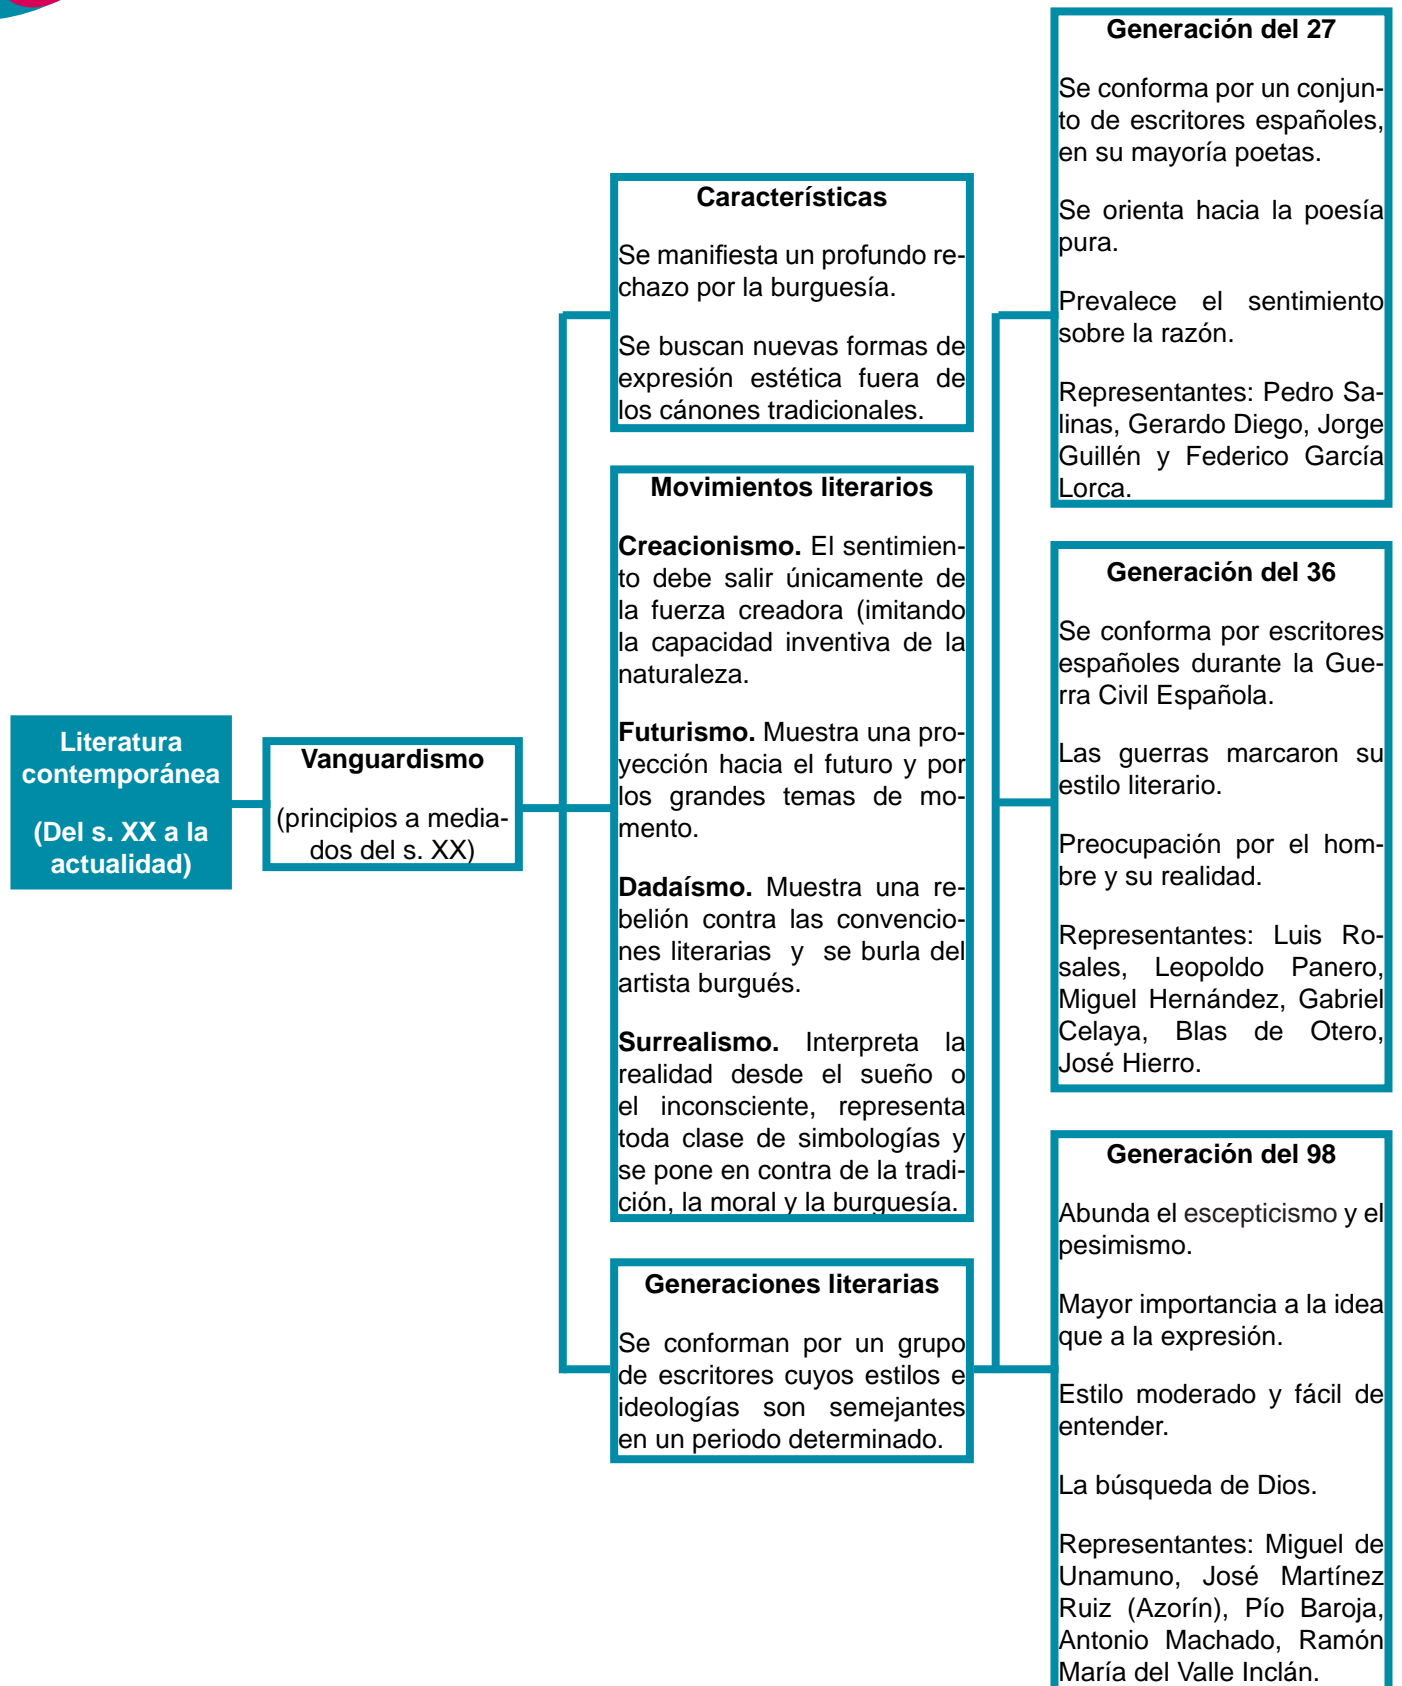 Literatura
contemporánea
(Del s. XX a la
actualidad)
Vanguardismo
(principios a media-
dos del s. XX)
Características
Se manifiesta un profundo re-
chazo por la burguesía.
Se buscan nuevas formas de
expresión estética fuera de
los cánones tradicionales.
Movimientos literarios
Creacionismo. El sentimien-
to debe salir únicamente de
la fuerza creadora (imitando
la capacidad inventiva de la
naturaleza.
Futurismo. Muestra una pro-
yección hacia el futuro y por
los grandes temas de mo-
mento.
Dadaísmo. Muestra una re-
belión contra las convencio-
nes literarias y se burla del
artista burgués.
Surrealismo. Interpreta la
realidad desde el sueño o
el inconsciente, representa
toda clase de simbologías y
se pone en contra de la tradi-
ción, la moral y la burguesía.
Generaciones literarias
Se conforman por un grupo
de escritores cuyos estilos e
ideologías son semejantes
en un periodo determinado.
Generación del 27
Se conforma por un conjun-
to de escritores españoles,
en su mayoría poetas.
Se orienta hacia la poesía
pura.
Prevalece el sentimiento
sobre la razón.
Representantes: Pedro Sa-
linas, Gerardo Diego, Jorge
Guillén y Federico García
Lorca.
Generación del 36
Se conforma por escritores
españoles durante la Gue-
rra Civil Española.
Las guerras marcaron su
estilo literario.
Preocupación por el hom-
bre y su realidad.
Representantes: Luis Ro-
sales, Leopoldo Panero,
Miguel Hernández, Gabriel
Celaya, Blas de Otero,
José Hierro.
Generación del 98
Abunda el escepticismo y el
pesimismo.
Mayor importancia a la idea
que a la expresión.
Estilo moderado y fácil de
entender.
La búsqueda de Dios.
Representantes: Miguel de
Unamuno, José Martínez
Ruiz (Azorín), Pío Baroja,
Antonio Machado, Ramón
María del Valle Inclán.